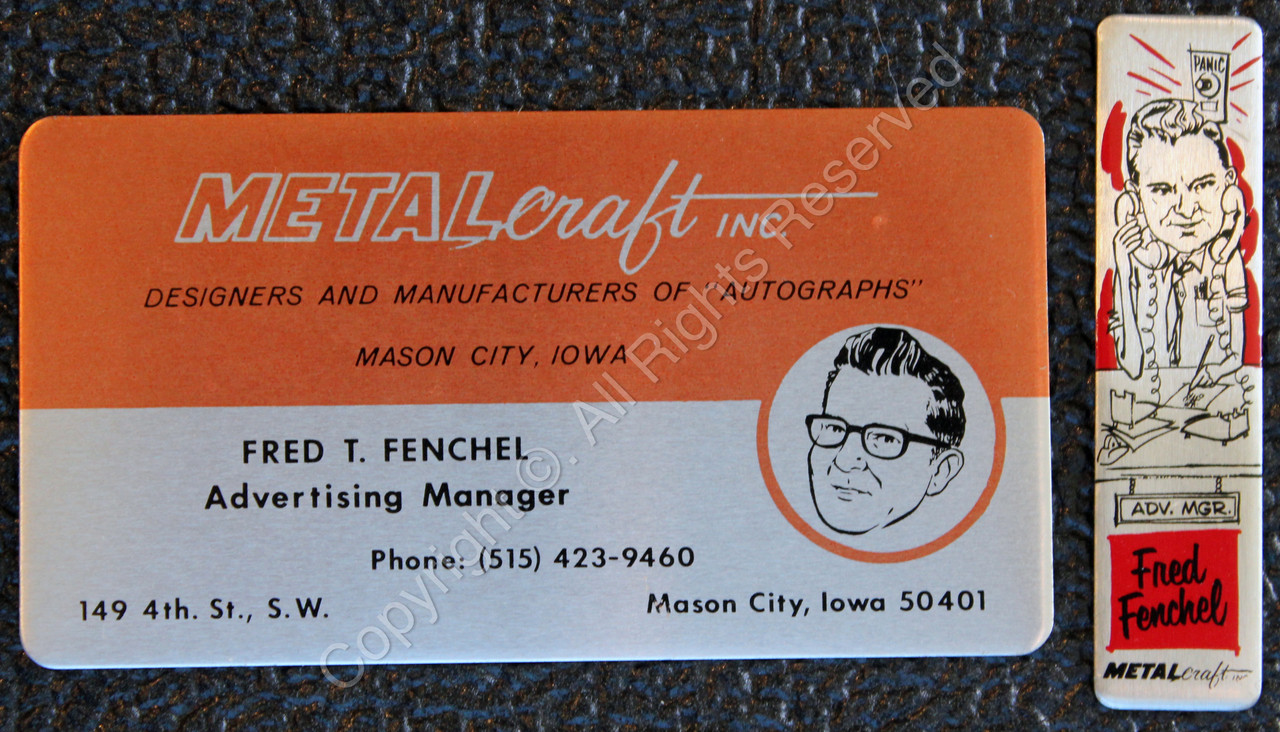 METALcraft INC.
DESIGNERS AND MANUFACTURERS OF "AUTOGRAPHS"
MASON CITY, IOWA
FRED T. FENCHEL
Advertising Manager
Phone: (515) 423-9460
149 4th. St., S.W.
Mason City, Iowa 50401
PANIC
ADV. MGR.
Fred
Fenchel
METALcraft INC
Copyright ©. All Rights Reserved